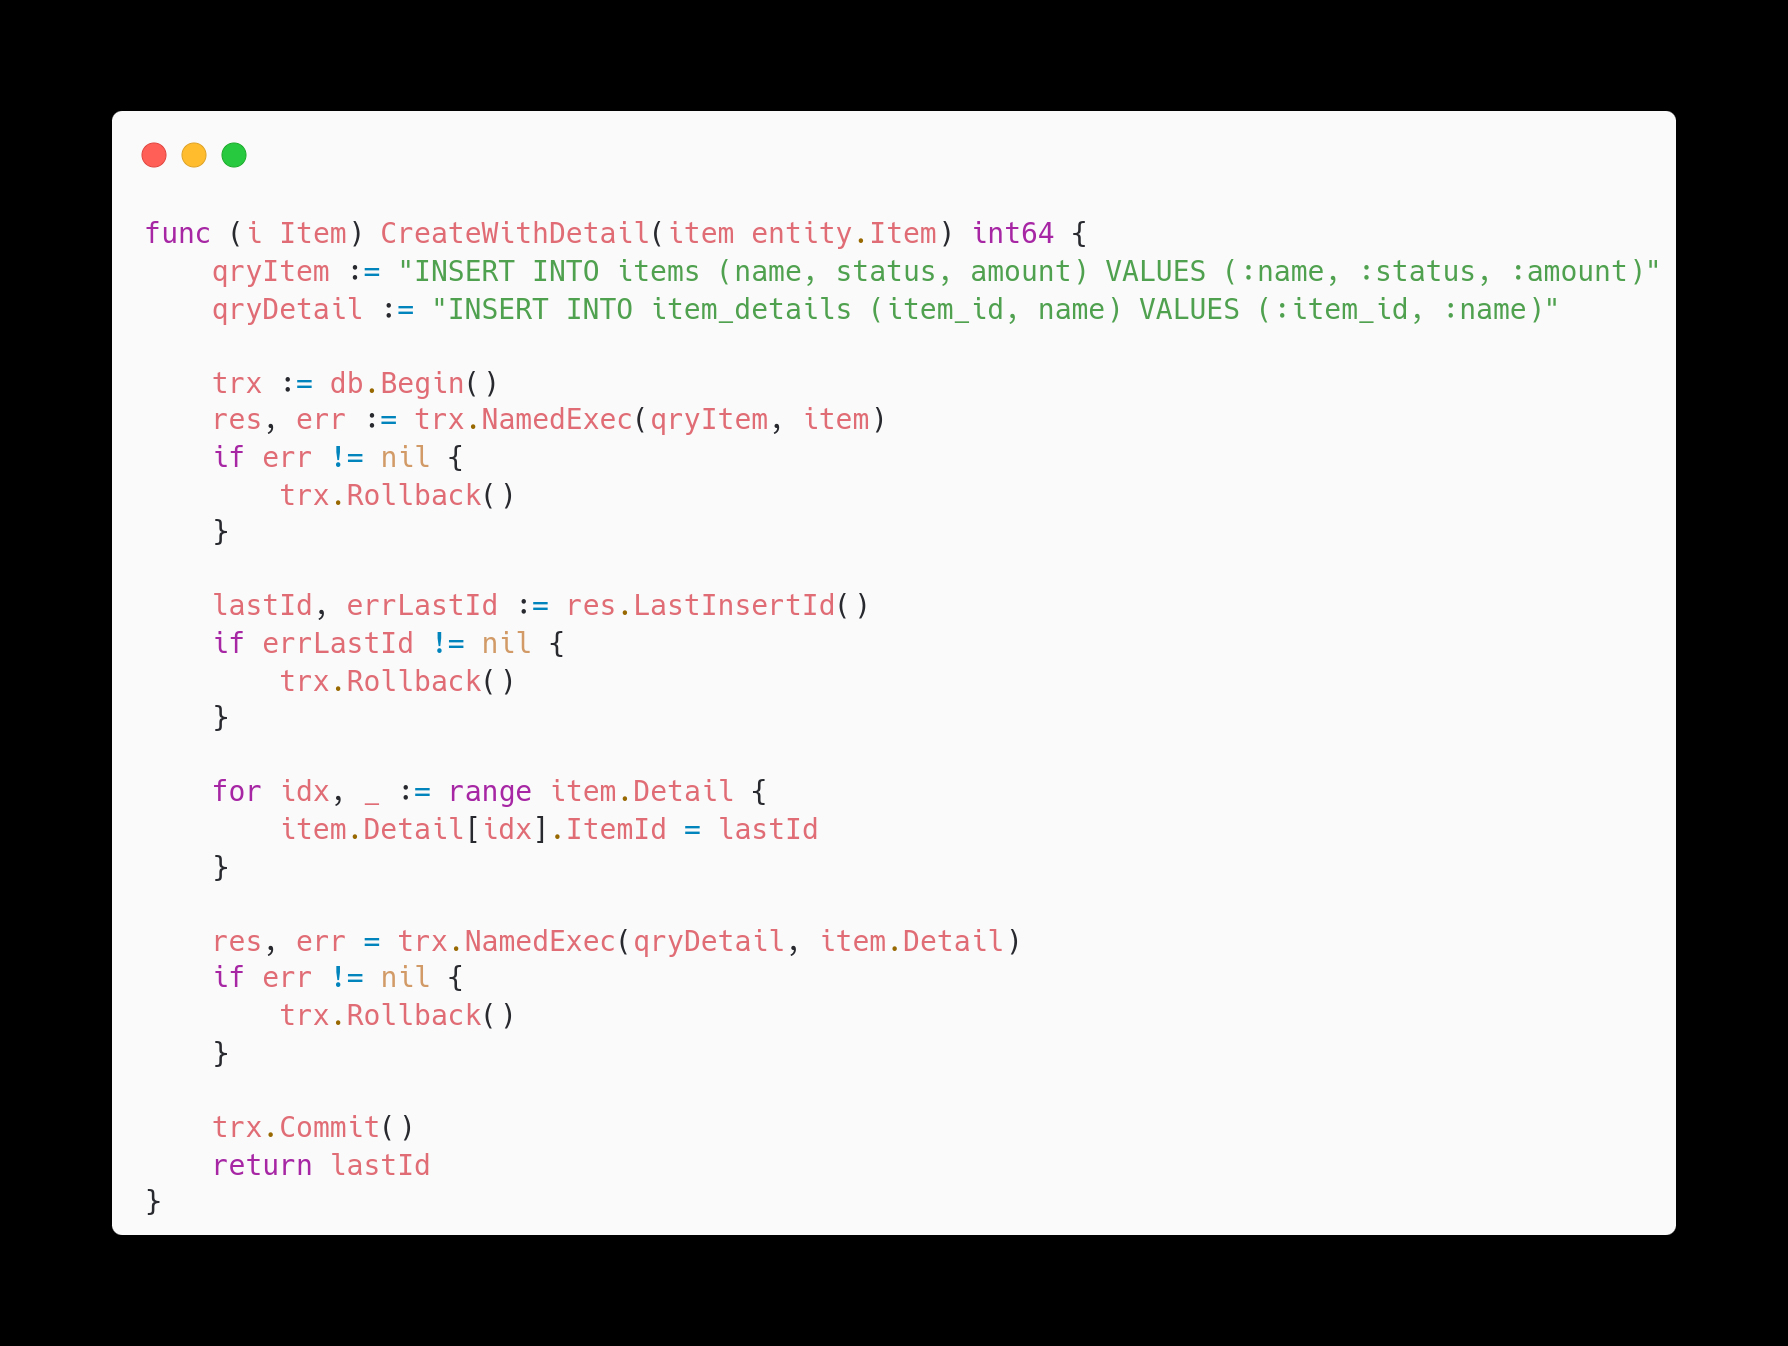 func (i Item) CreateWithDetail(item entity.Item) int64 {
    qryItem := "INSERT INTO items (name, status, amount) VALUES (:name, :status, :amount)"
    qryDetail := "INSERT INTO item_details (item_id, name) VALUES (:item_id, :name)"

    trx := db.Begin()
    res, err := trx.NamedExec(qryItem, item)
    if err != nil {
        trx.Rollback()
    }

    lastId, errLastId := res.LastInsertId()
    if errLastId != nil {
        trx.Rollback()
    }

    for idx, _ := range item.Detail {
        item.Detail[idx].ItemId = lastId
    }

    res, err = trx.NamedExec(qryDetail, item.Detail)
    if err != nil {
        trx.Rollback()
    }

    trx.Commit()
    return lastId
}